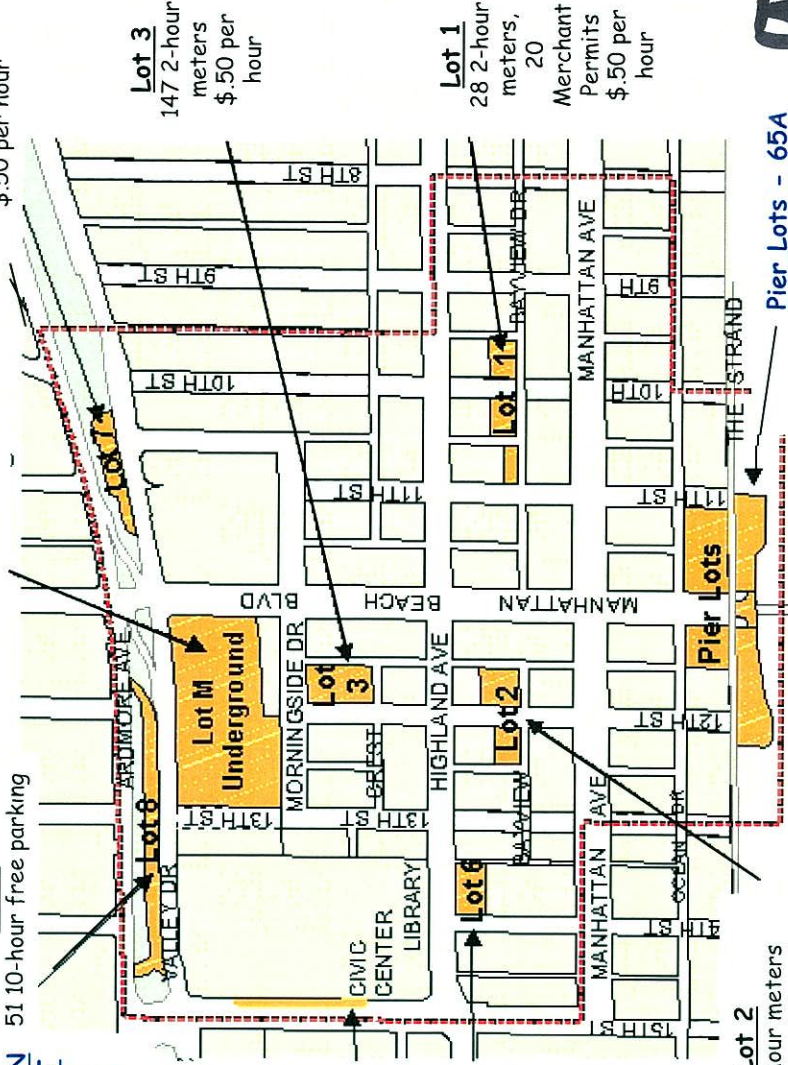 $.50 per hour
51 10-hour free parking
Lot 3
147 2-hour
meters
$.50 per
hour
Lot 1
28 2-hour
meters,
20
Merchant
Permits
$.50 per
hour
ARDMORE AVE
Lot 8
VALLEY DR
Lot 7
Lot M
Underground
8TH ST
9TH ST
10TH ST
11TH ST
13TH ST
MORNINGSIDE DR
Lot
3
CREST
13TH ST
MANHATTAN BEACH BLVD
HIGHLAND AVE
CIVIC
CENTER
LIBRARY
Lot 6
Lot 2
Lot 1
BAYVIEW
BAYVIEW DR
MANHATTAN AVE
MANHATTAN AVE
9TH
10TH
11TH ST
12TH ST
15TH ST
OCEAN DR
Pier Lots
THE STRAND
Pier Lots - 65A
Lot 2
our meters